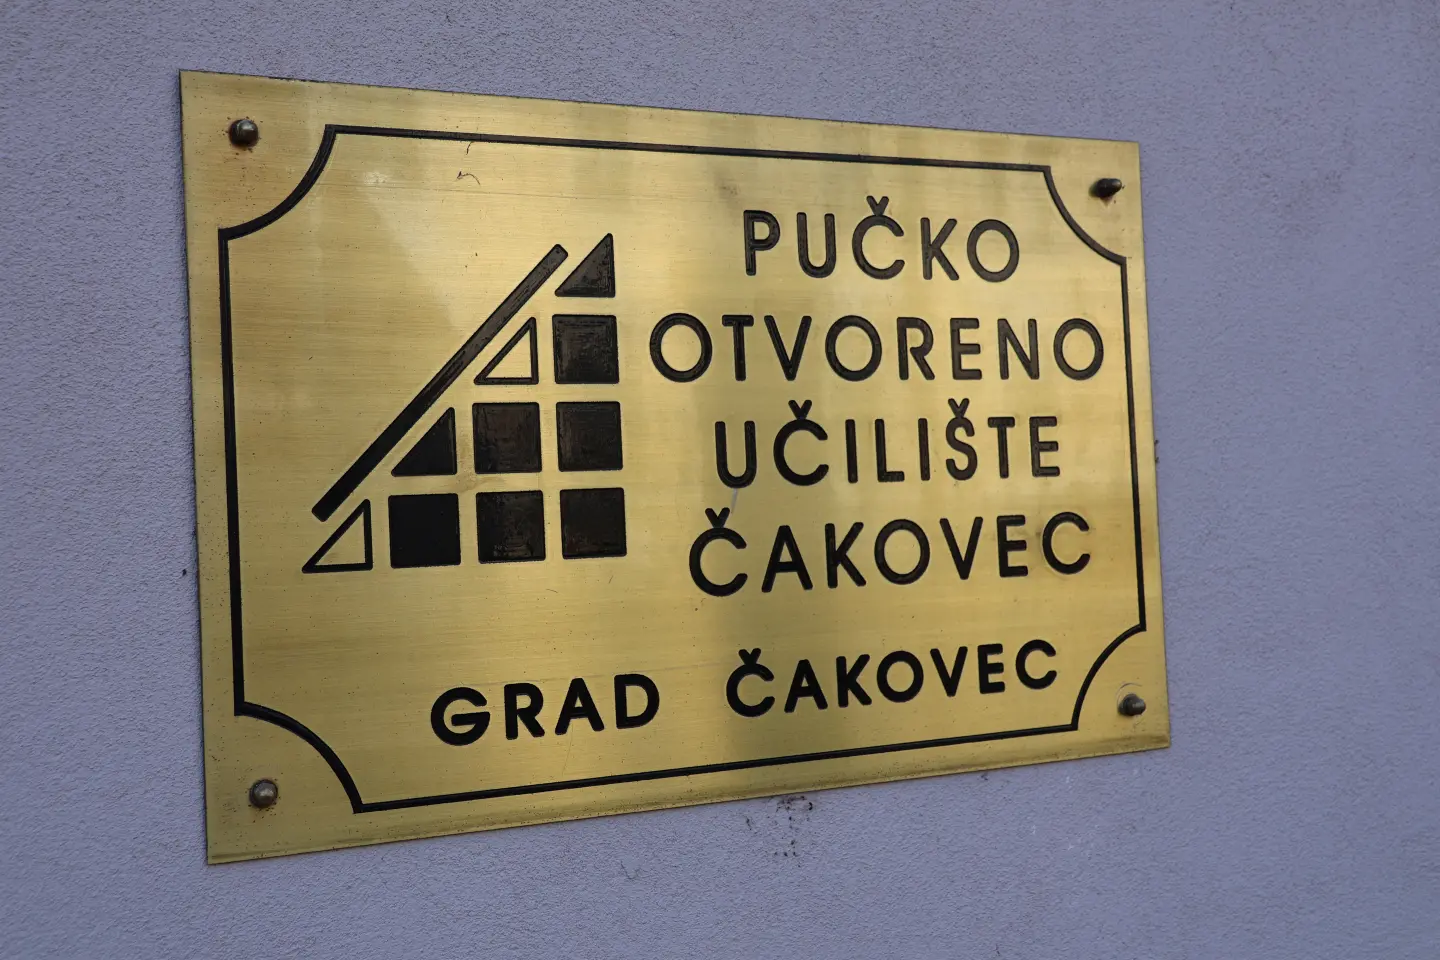 PUČKO
OTVORENO
UČILIŠTE
ČAKOVEC
GRAD ČAKOVEC